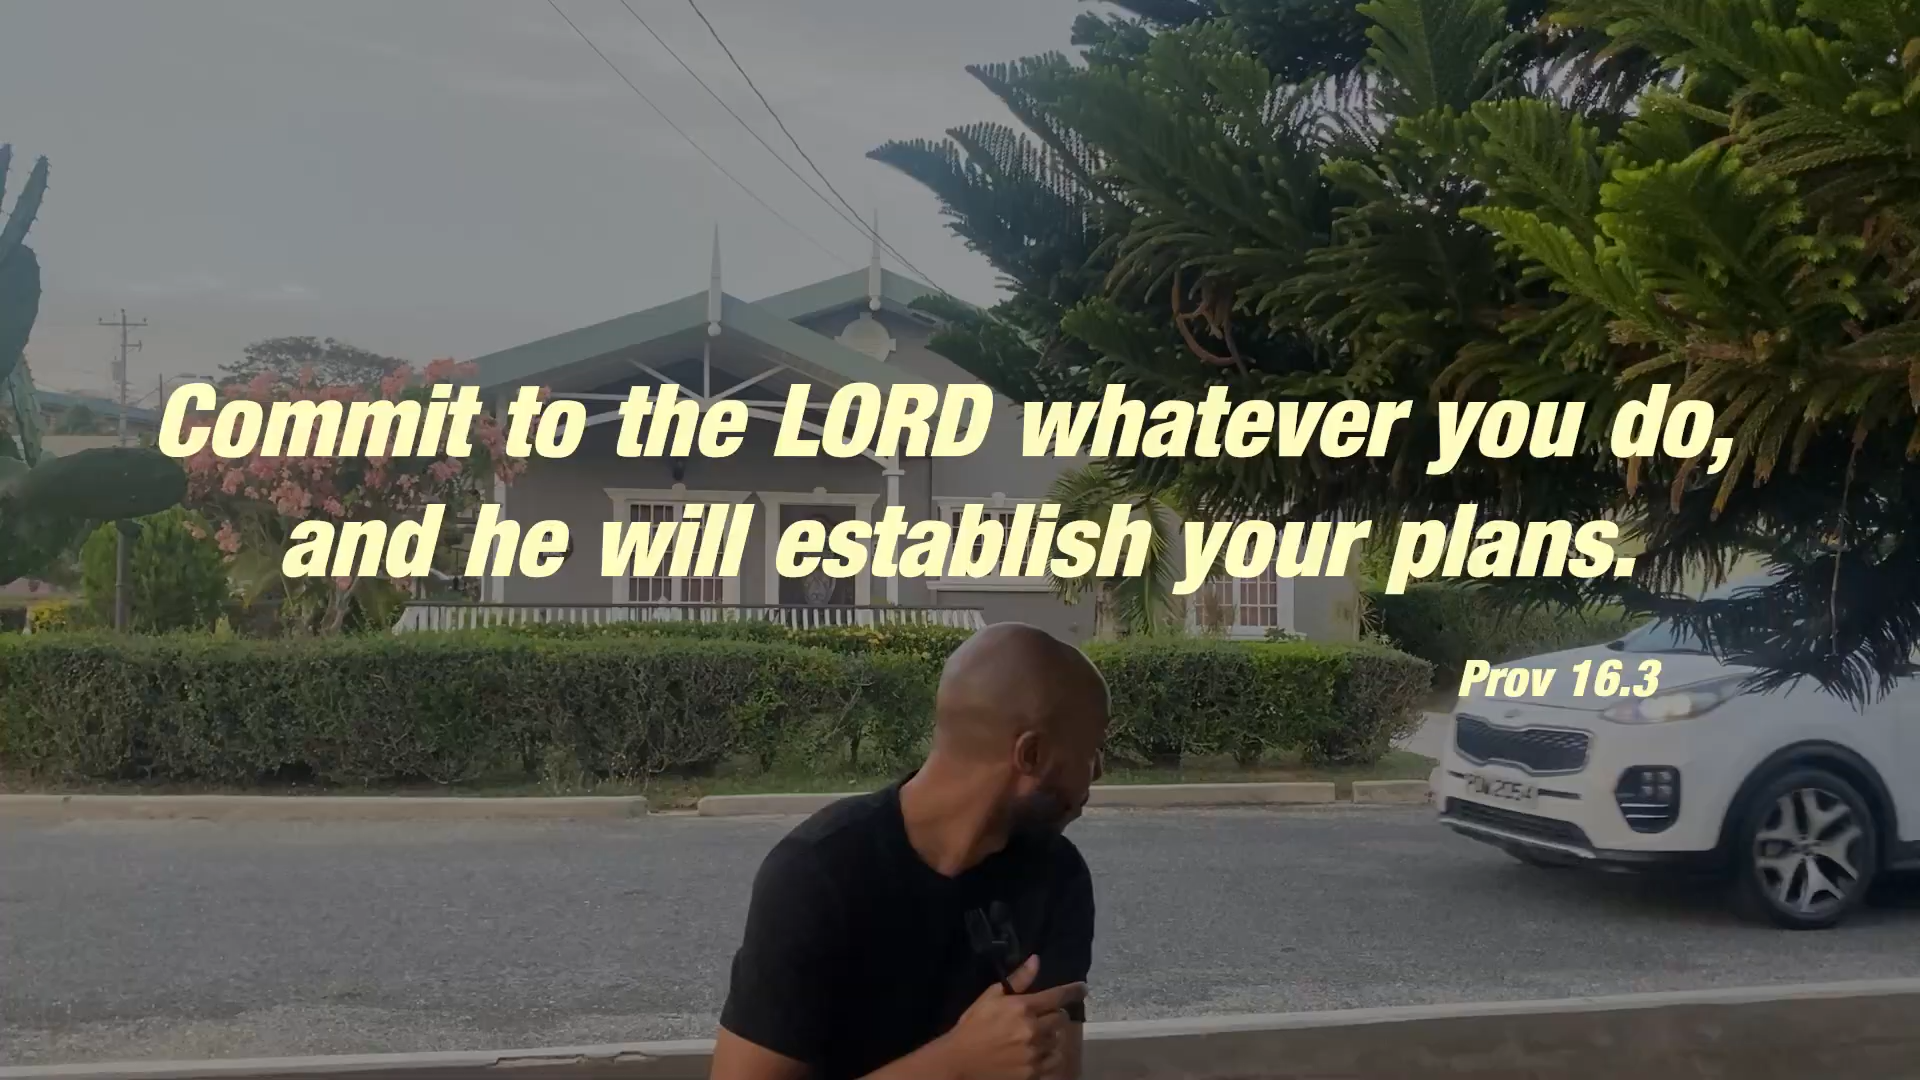 Commit to the LORD whatever you do,
and he will establish your plans.
Prov 16.3